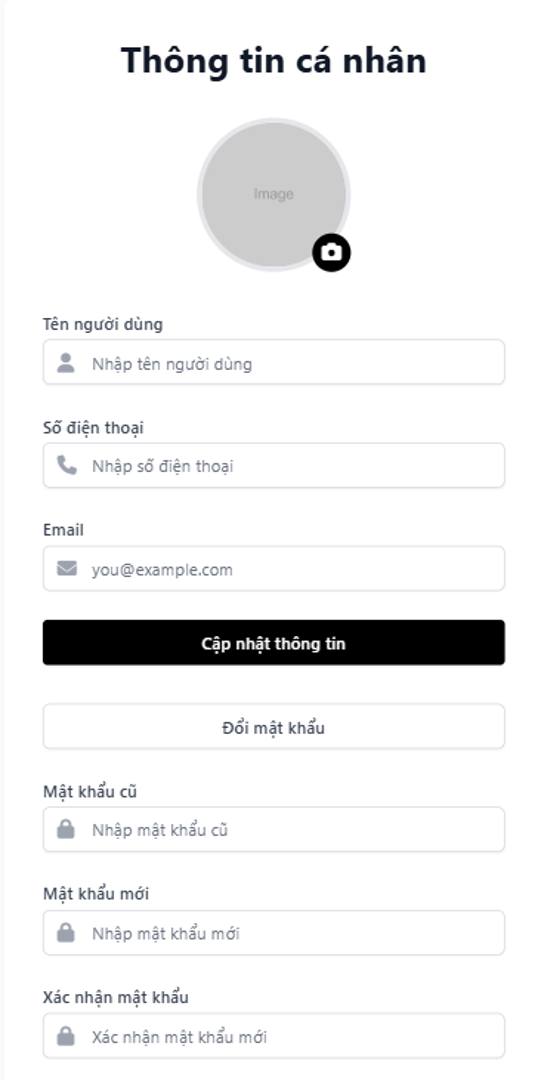 Thông tin cá nhân
Image
Tên người dùng
Nhập tên người dùng
Số điện thoại
Nhập số điện thoại
Email
you@example.com
Cập nhật thông tin
Đổi mật khẩu
Mật khẩu cũ
Nhập mật khẩu cũ
Mật khẩu mới
Nhập mật khẩu mới
Xác nhận mật khẩu
Xác nhận mật khẩu mới